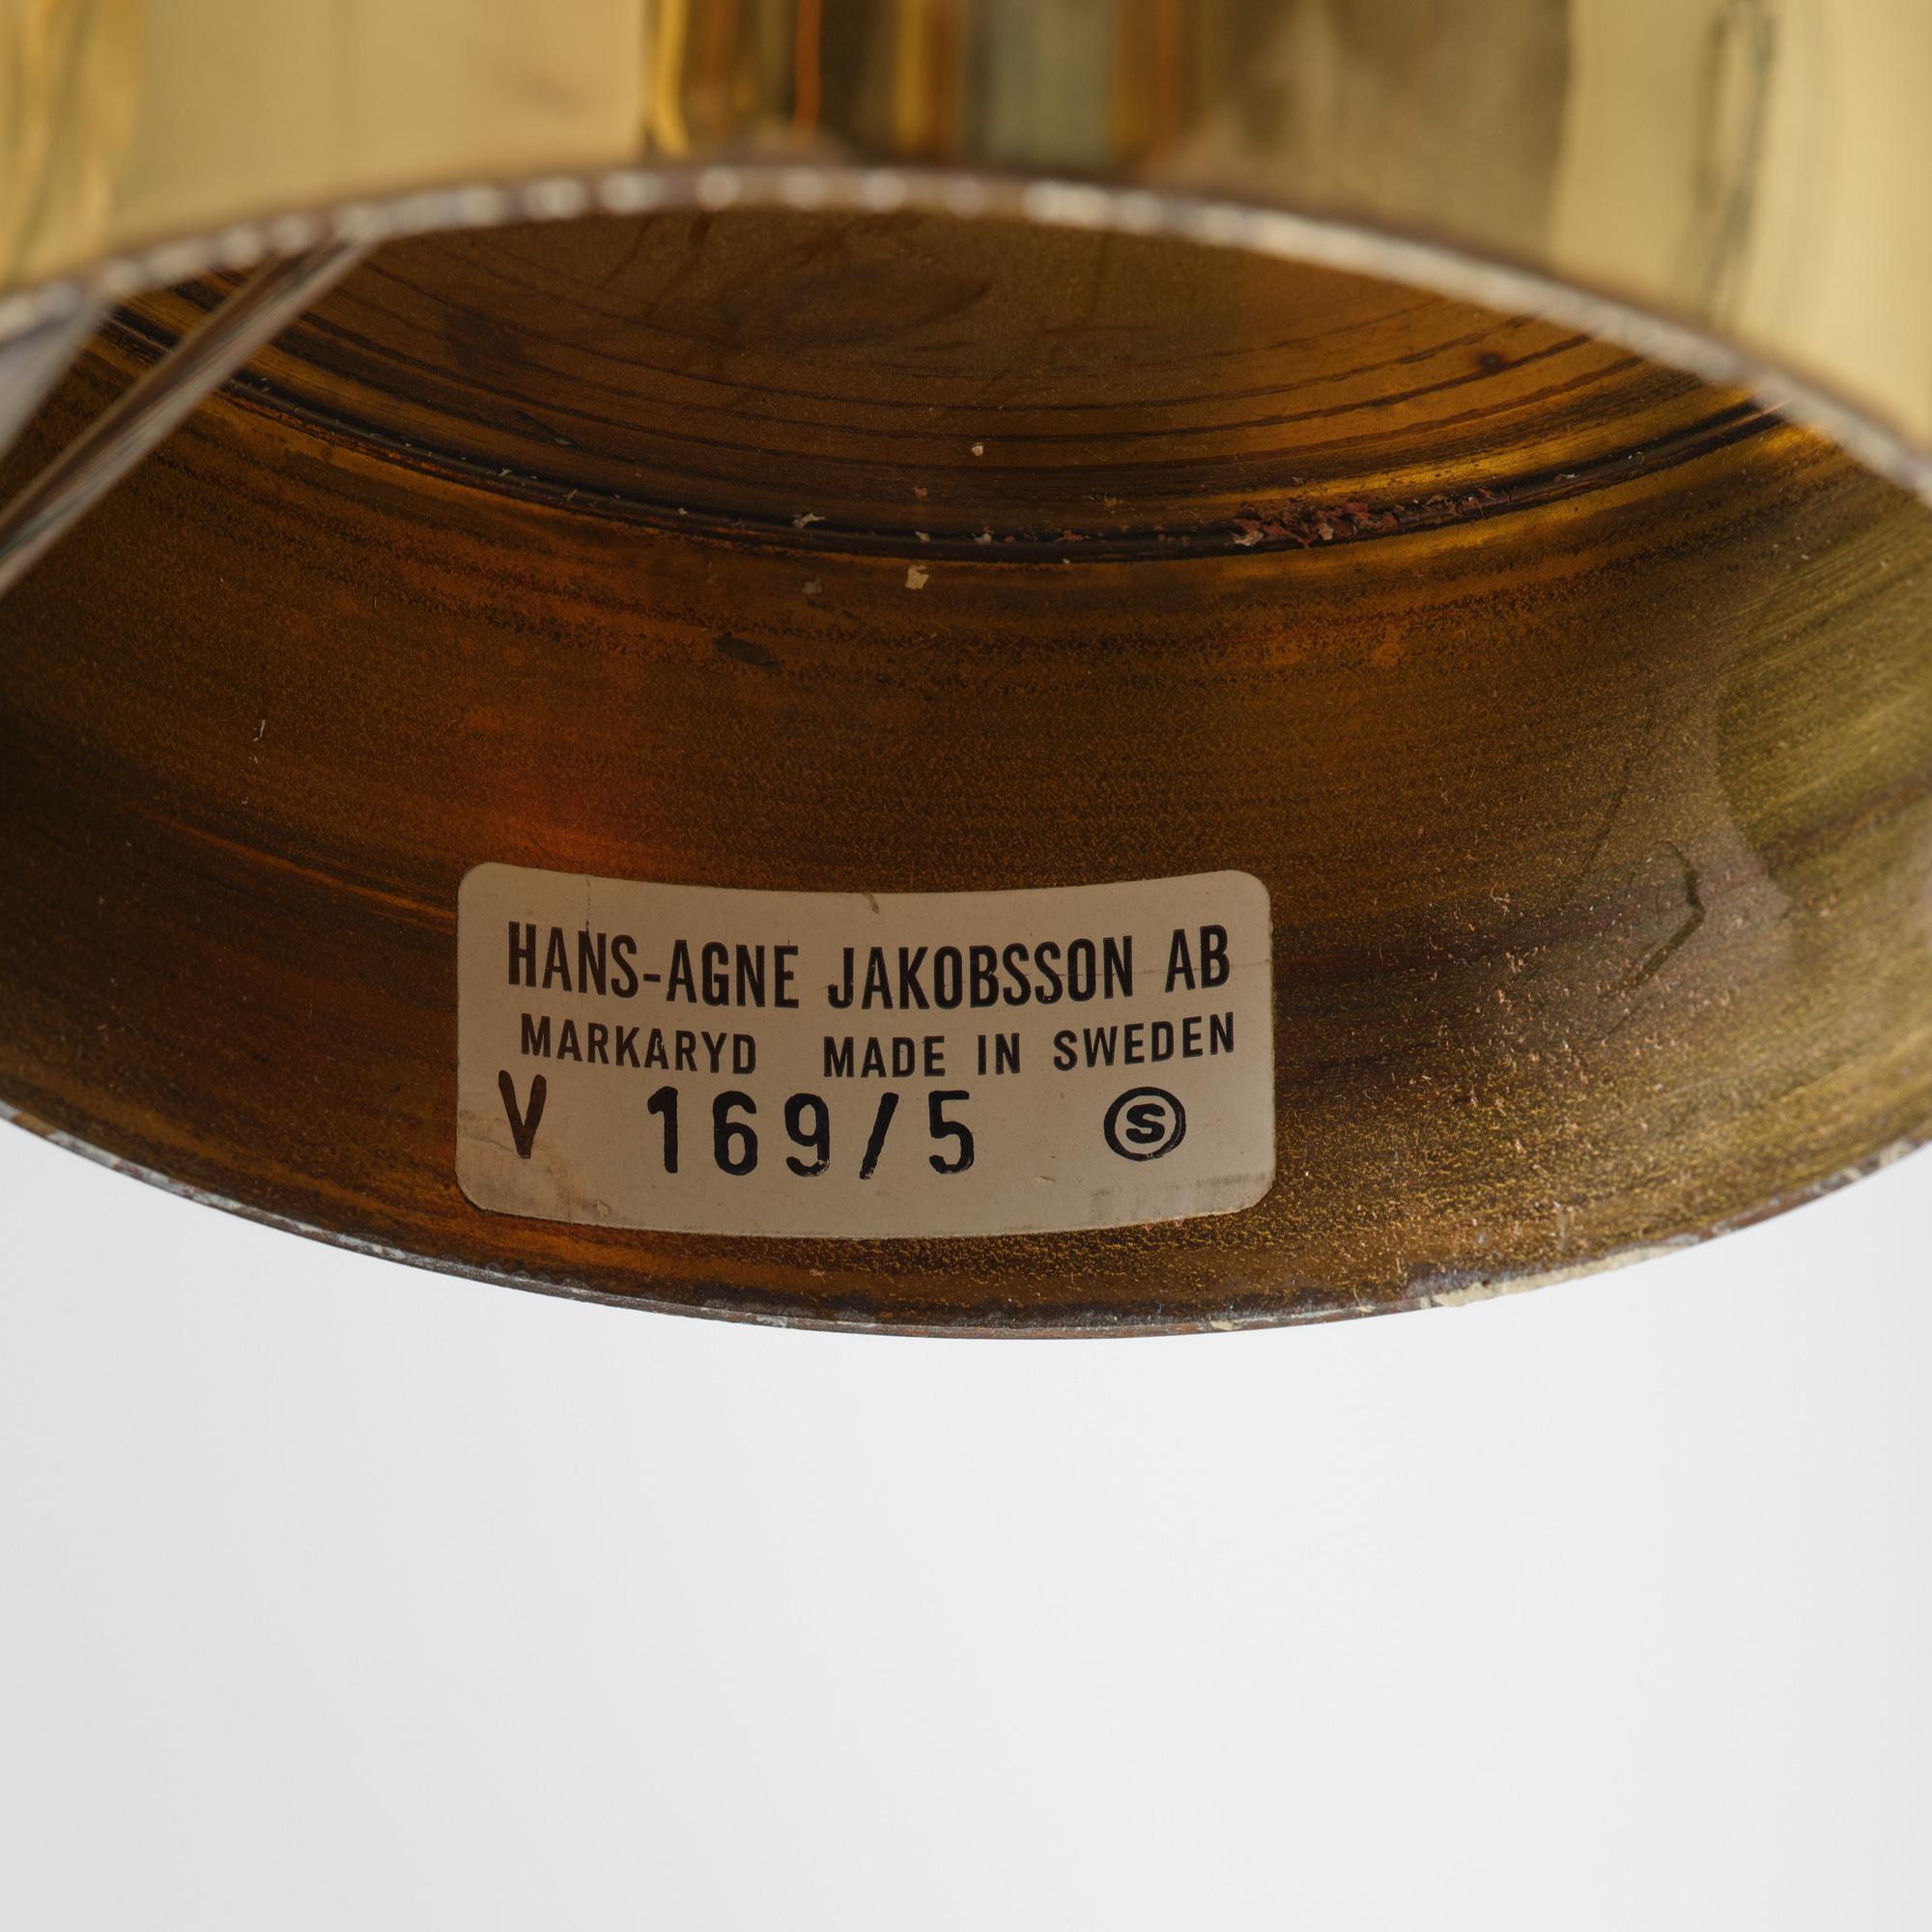 HANS-AGNE JAKOBSSON AB
MARKARYD MADE IN SWEDEN
V 169/5 Ⓢ